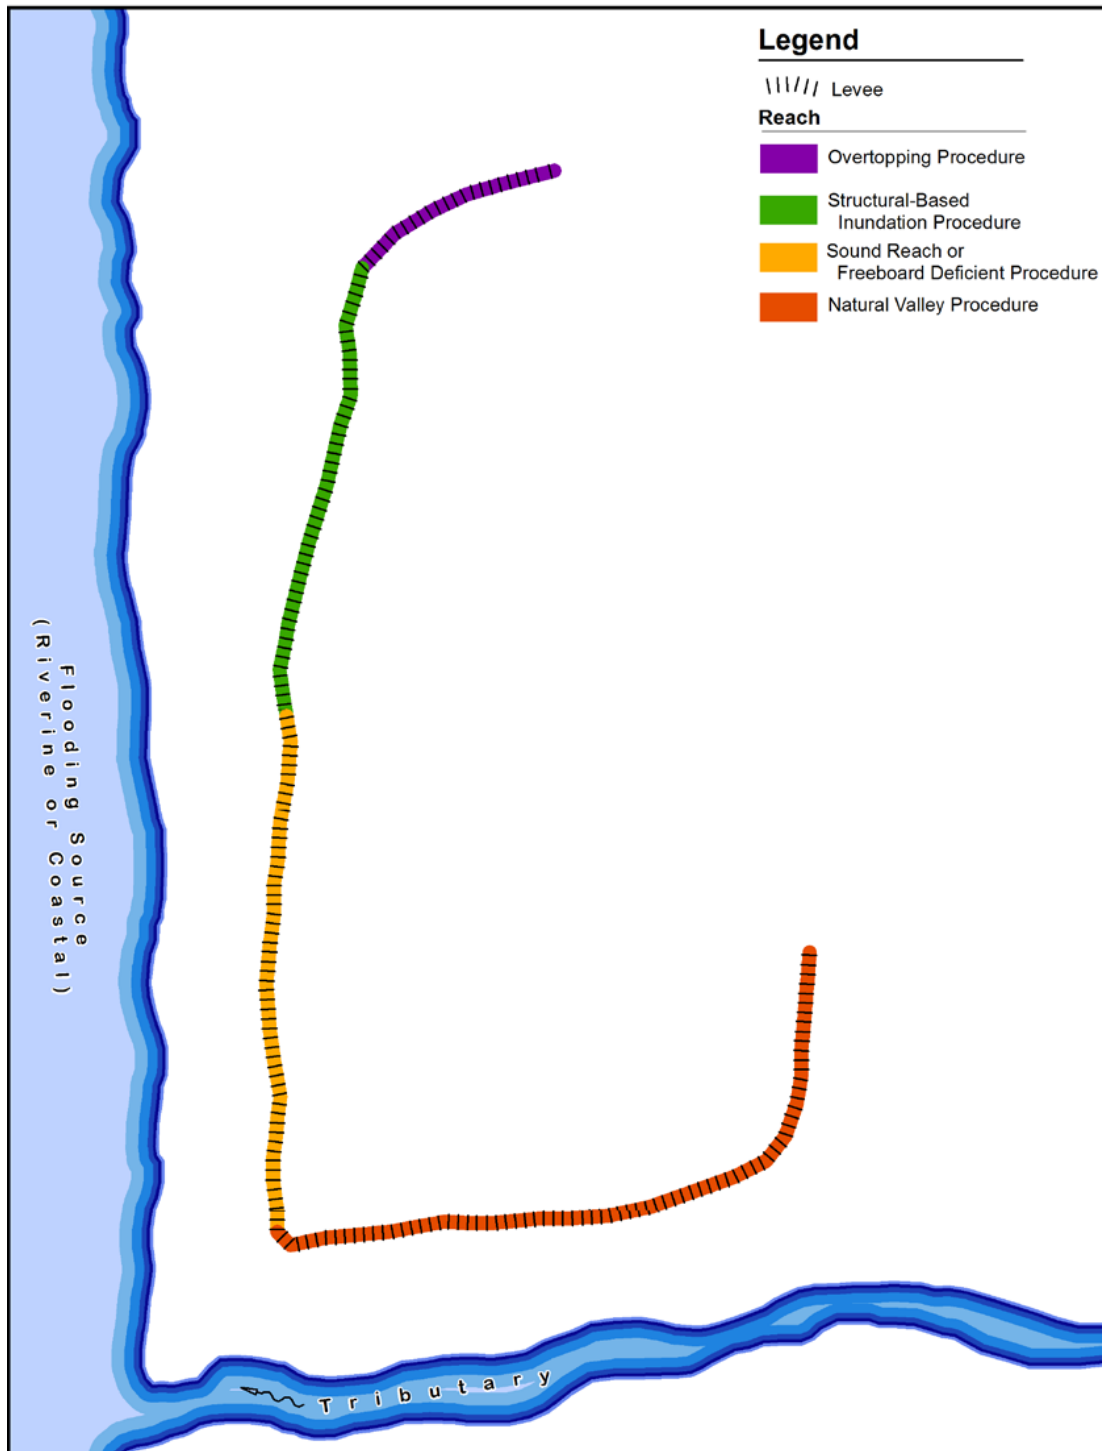 Legend
Levee
Reach
Overtopping Procedure
Structural-Based
Inundation Procedure
Sound Reach or
Freeboard Deficient Procedure
Natural Valley Procedure
Flooding Source
(Riverine or Coastal)
Tributary